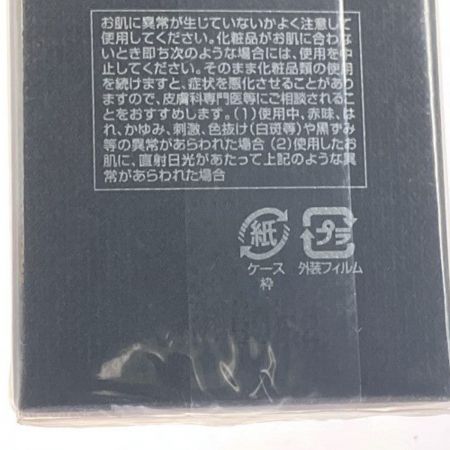 お肌に異常が生じていないかよく注意して
使用してください。化粧品がお肌に合わな
いとき即ち次のような場合には、使用を中
止してください。そのまま化粧品類の使用
を続けますと、症状を悪化させることがあり
ますので、皮膚科専門医等にご相談されるこ
とをおすすめします。(1)使用中、赤味、は
れ、かゆみ、刺激、色抜け(白斑等)や黒ずみ
等の異常があらわれた場合 (2)使用したお
肌に、直射日光があたって上記のような異
常があらわれた場合
紙 プラ
ケース 外装フィルム
枠